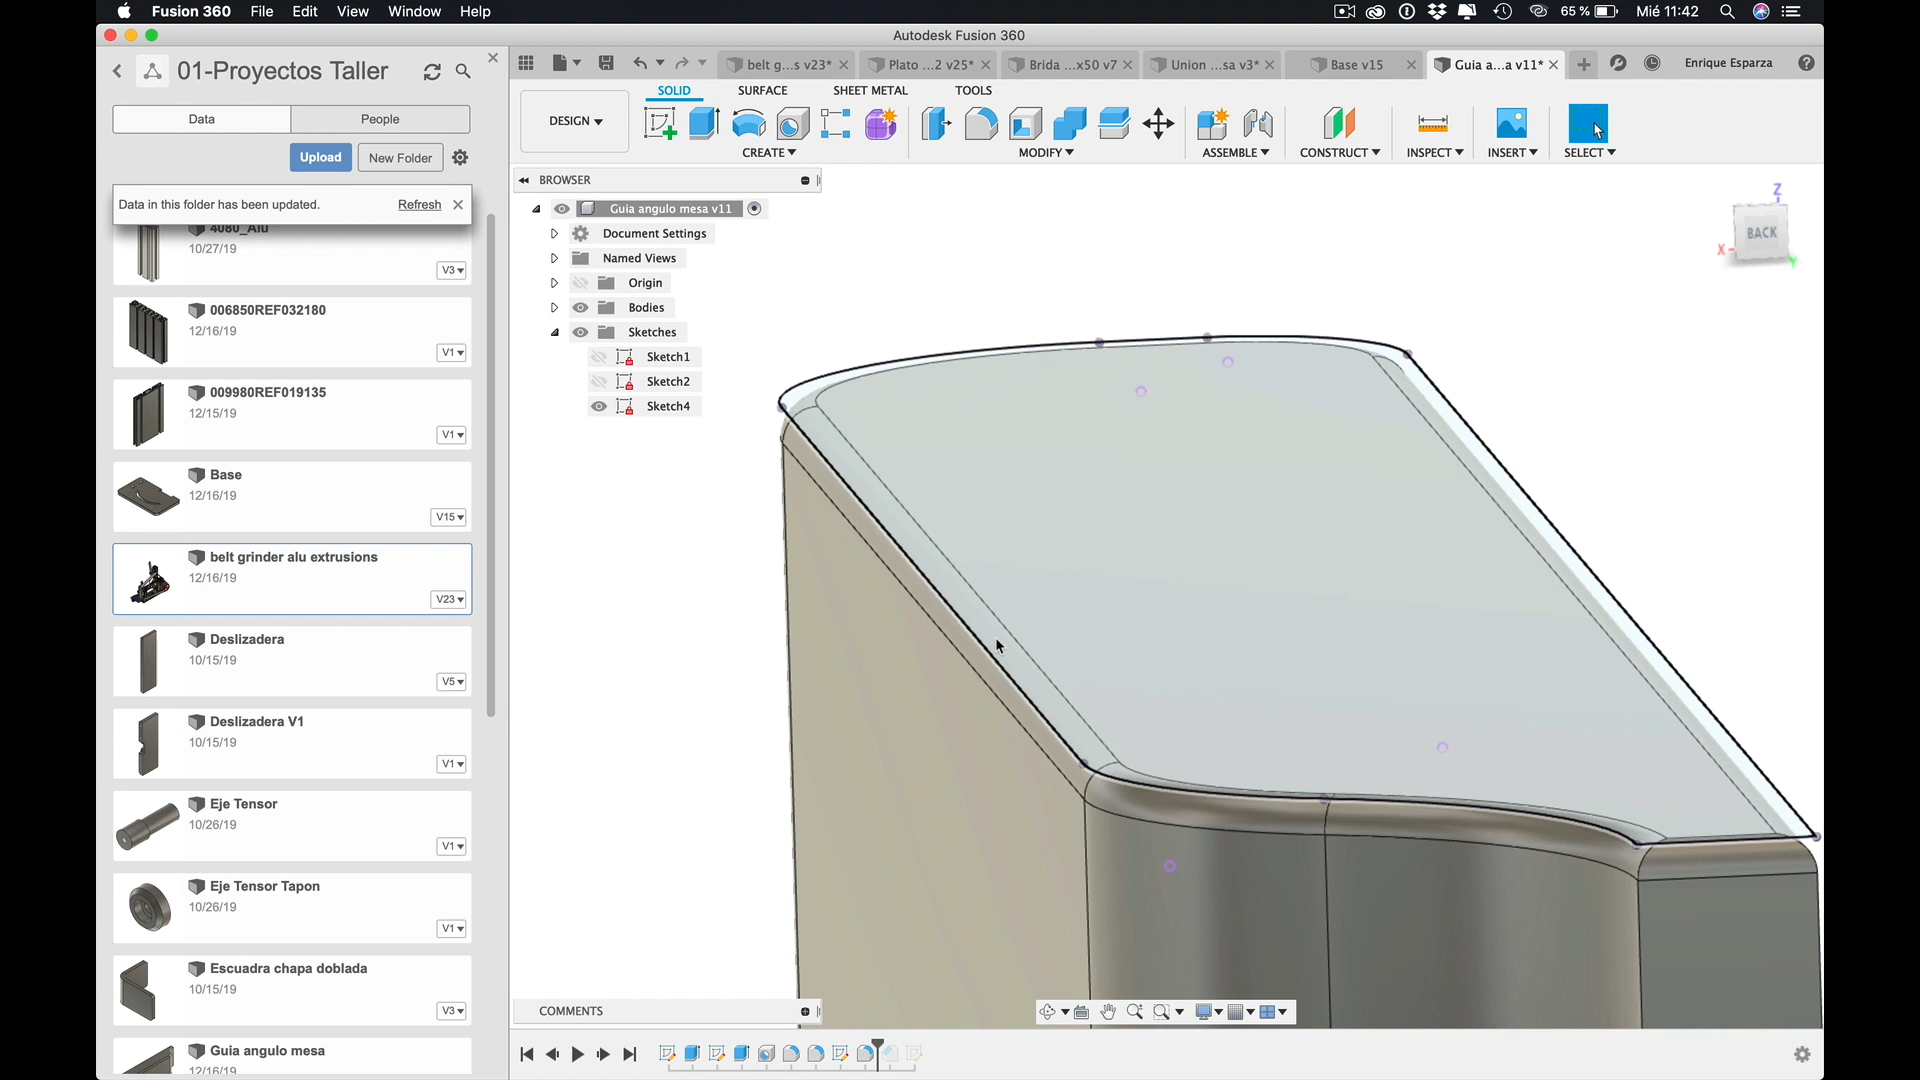 Fusion 360 File Edit View Window Help 65 % Mié 11:42
Autodesk Fusion 360
01-Proyectos Taller
belt g...s v23* Plato ...2 v25* Brida ...x50 v7 Union ...sa v3* Base v15 Guia a...a v11* Enrique Esparza
SOLID SURFACE SHEET METAL TOOLS
Data People
DESIGN
CREATE MODIFY ASSEMBLE CONSTRUCT INSPECT INSERT SELECT
Upload New Folder
BROWSER
Data in this folder has been updated. Refresh
Guia angulo mesa v11
Document Settings
Named Views
Origin
Bodies
Sketches
Sketch1
Sketch2
Sketch4
Z
BACK
X
Y
4080_Alu
10/27/19
V3
006850REF032180
12/16/19
V1
009980REF019135
12/15/19
V1
Base
12/16/19
V15
belt grinder alu extrusions
12/16/19
V23
Deslizadera
10/15/19
V5
Deslizadera V1
10/15/19
V1
Eje Tensor
10/26/19
V1
Eje Tensor Tapon
10/26/19
V1
Escuadra chapa doblada
10/15/19
V3
Guia angulo mesa
12/16/19
COMMENTS